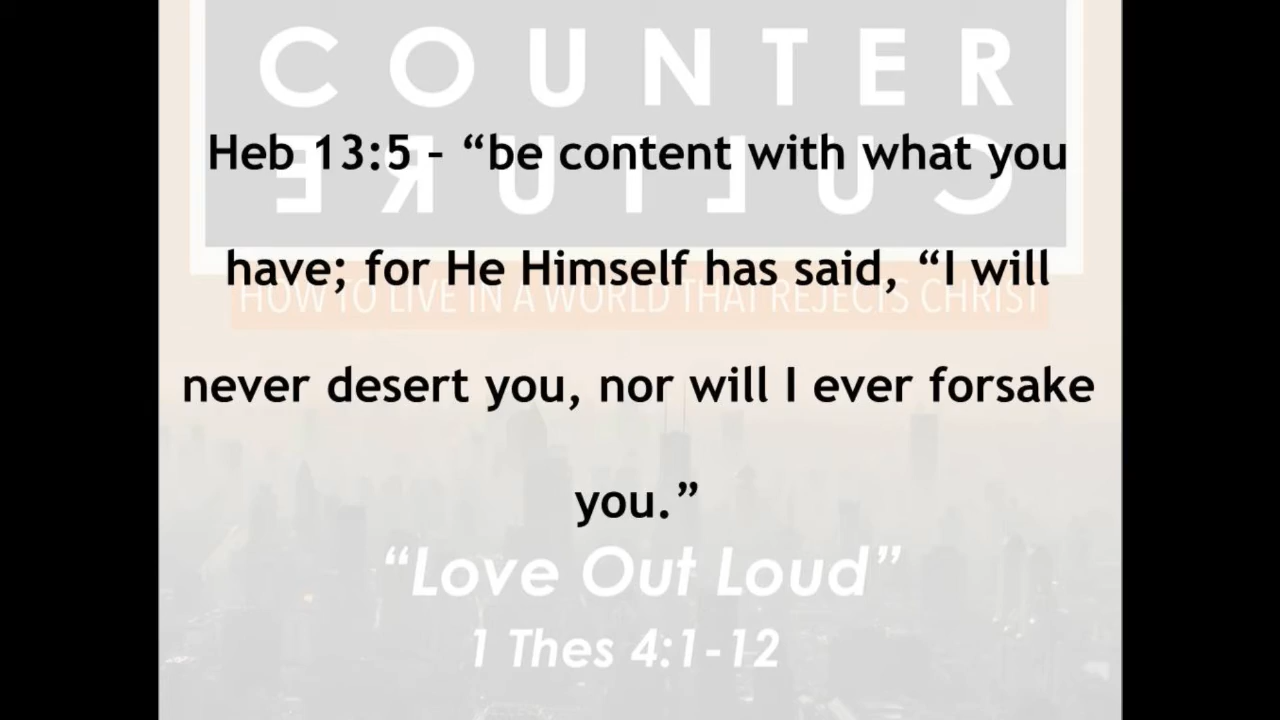 COUNTER
Heb 13:5 – “be content with what you
CULTURE
have; for He Himself has said, “I will
HOW TO LIVE IN A WORLD THAT REJECTS CHRIST
never desert you, nor will I ever forsake
you.”
“Love Out Loud”
1 Thes 4:1-12